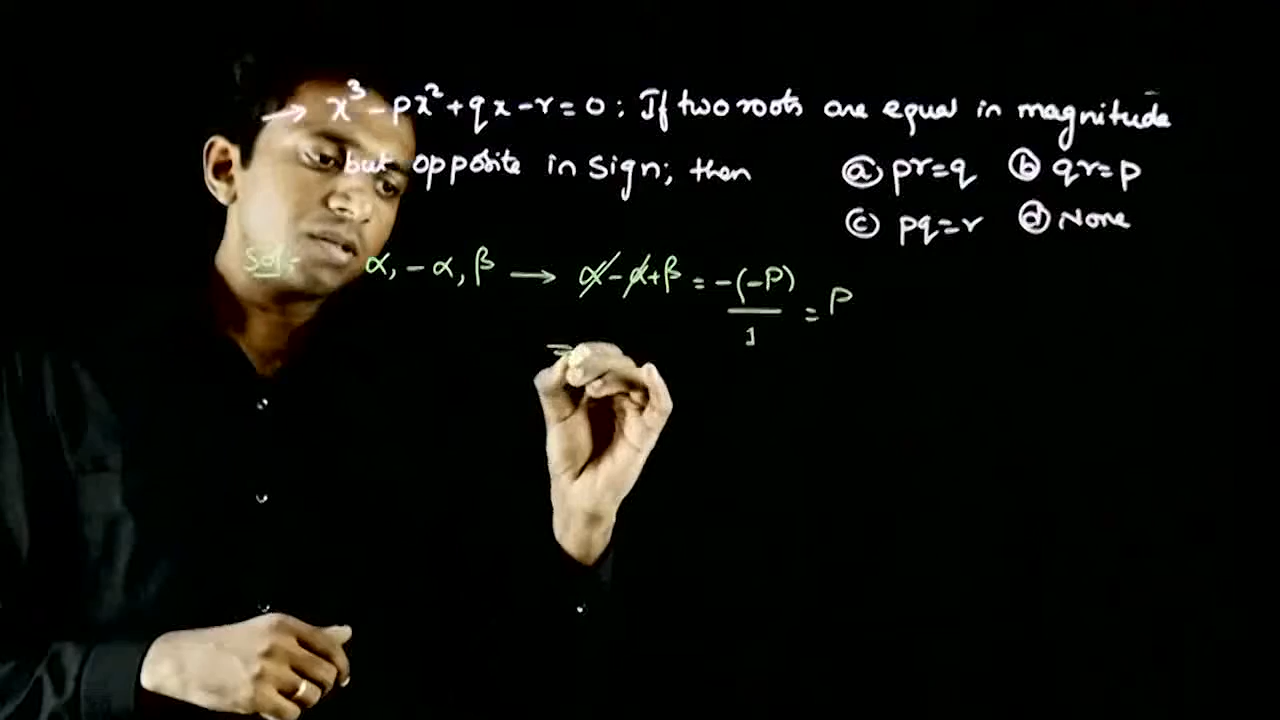 → x³ - px² + qx - r = 0 ; If two roots are equal in magnitude
but opposite in sign; then ⓐ pr=q ⓑ qr=p
ⓒ pq=r ⓓ None
Sol:- α, -α, β → α - α + β = -(-P)/1 = P
=